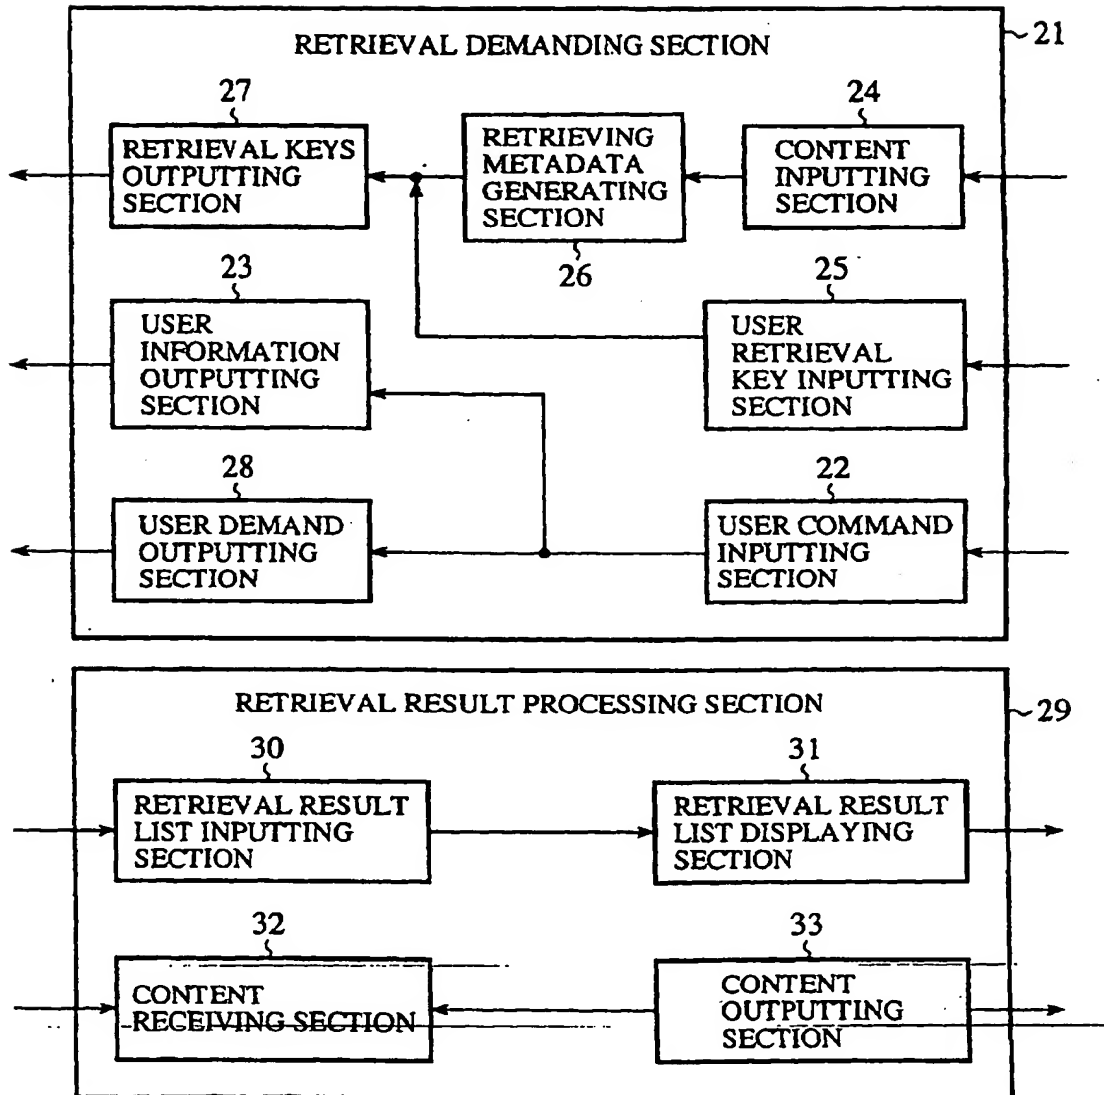 RETRIEVAL DEMANDING SECTION
21
27
24
RETRIEVAL KEYS
OUTPUTTING
SECTION
RETRIEVING
METADATA
GENERATING
SECTION
CONTENT
INPUTTING
SECTION
26
23
25
USER
INFORMATION
OUTPUTTING
SECTION
USER
RETRIEVAL
KEY INPUTTING
SECTION
28
22
USER DEMAND
OUTPUTTING
SECTION
USER COMMAND
INPUTTING
SECTION
RETRIEVAL RESULT PROCESSING SECTION
29
30
31
RETRIEVAL RESULT
LIST INPUTTING
SECTION
RETRIEVAL RESULT
LIST DISPLAYING
SECTION
32
33
CONTENT
RECEIVING SECTION
CONTENT
OUTPUTTING
SECTION